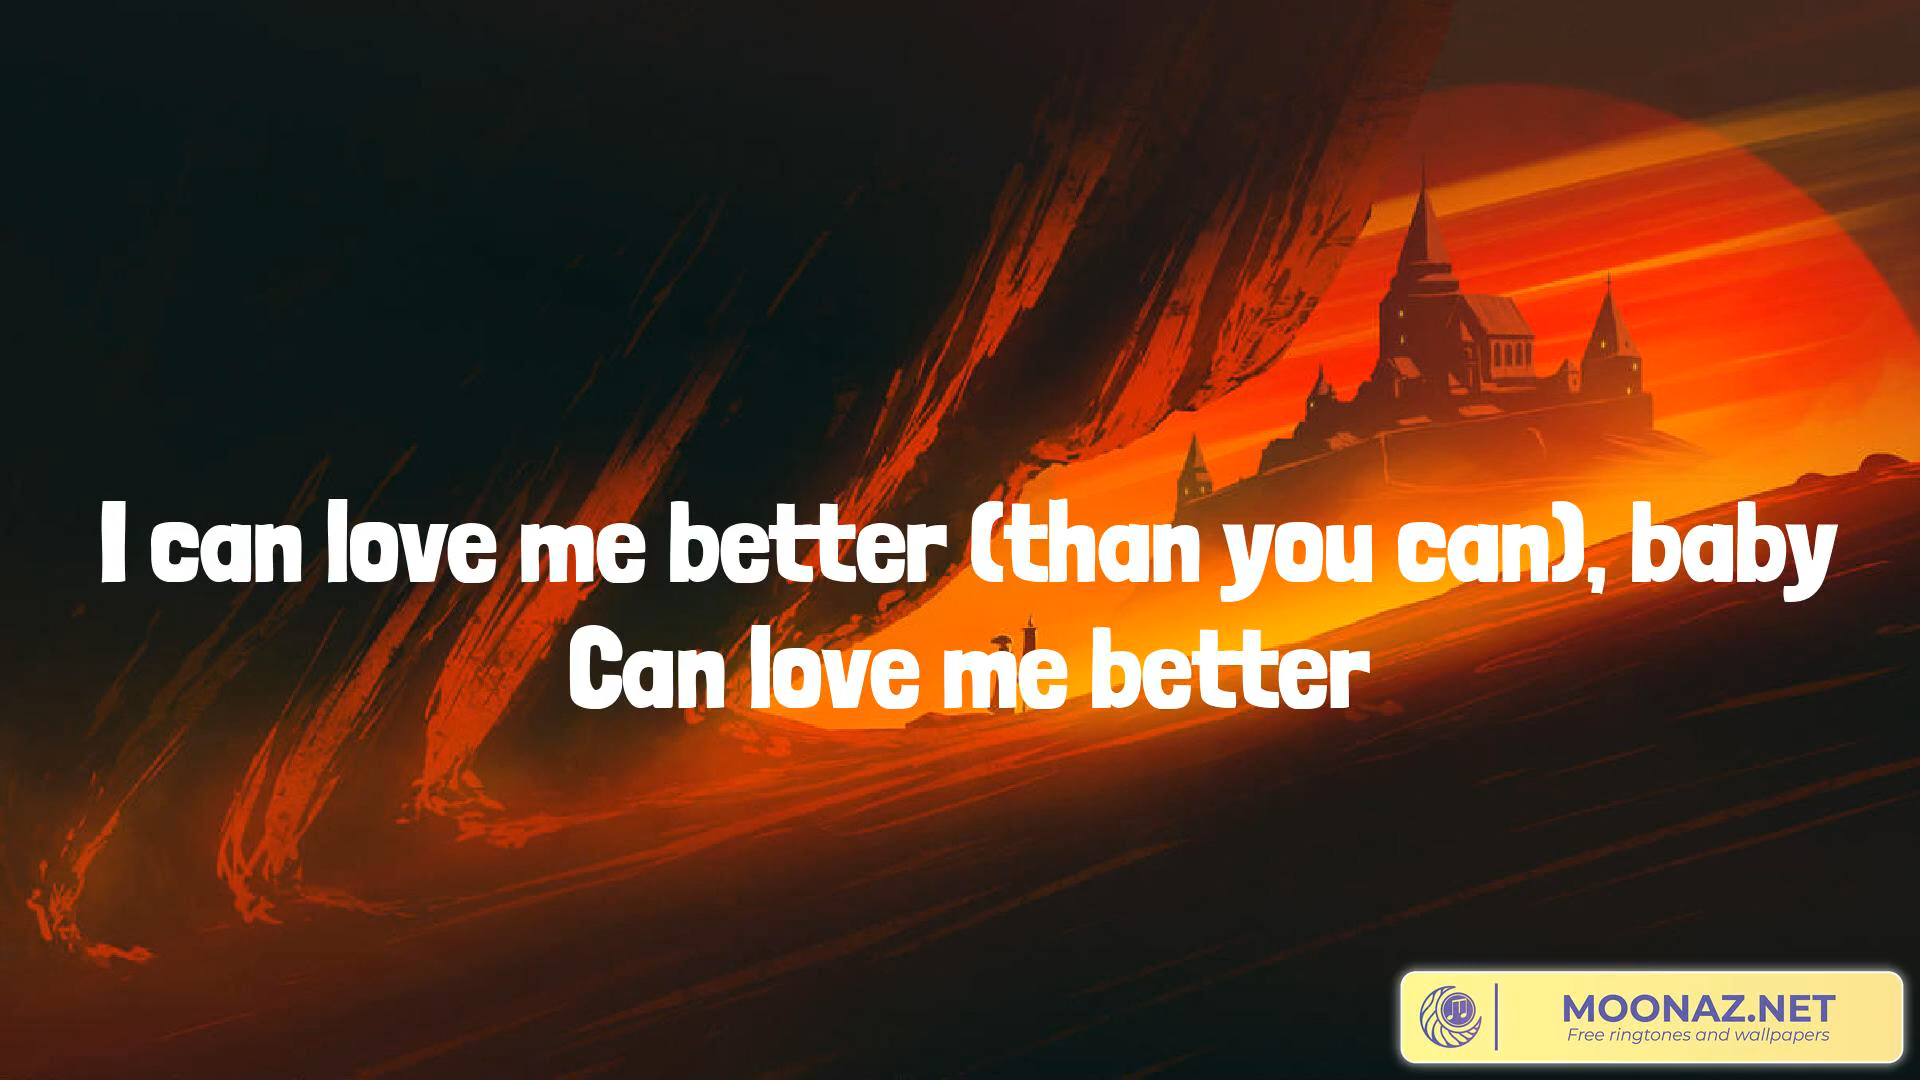 I can love me better (than you can), baby
Can love me better
MOONAZ.NET
Free ringtones and wallpapers